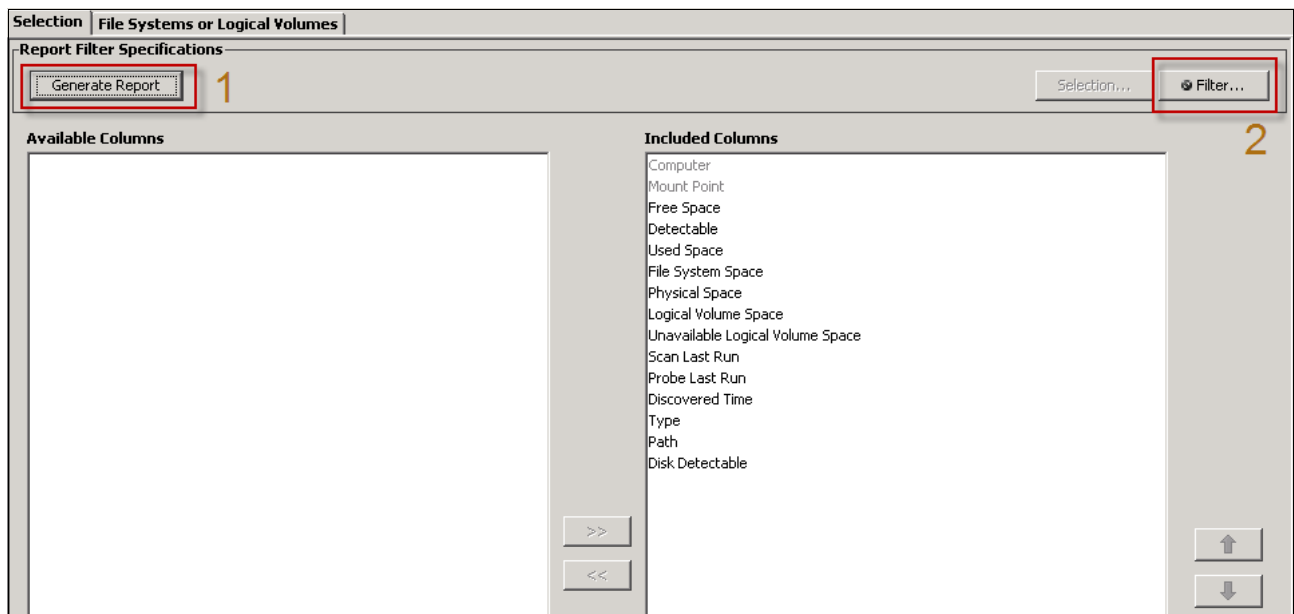 Selection File Systems or Logical Volumes
Report Filter Specifications
Generate Report 1 Selection... Filter...
2
Available Columns Included Columns
Computer
Mount Point
Free Space
Detectable
Used Space
File System Space
Physical Space
Logical Volume Space
Unavailable Logical Volume Space
Scan Last Run
Probe Last Run
Discovered Time
Type
Path
Disk Detectable
>>
<<